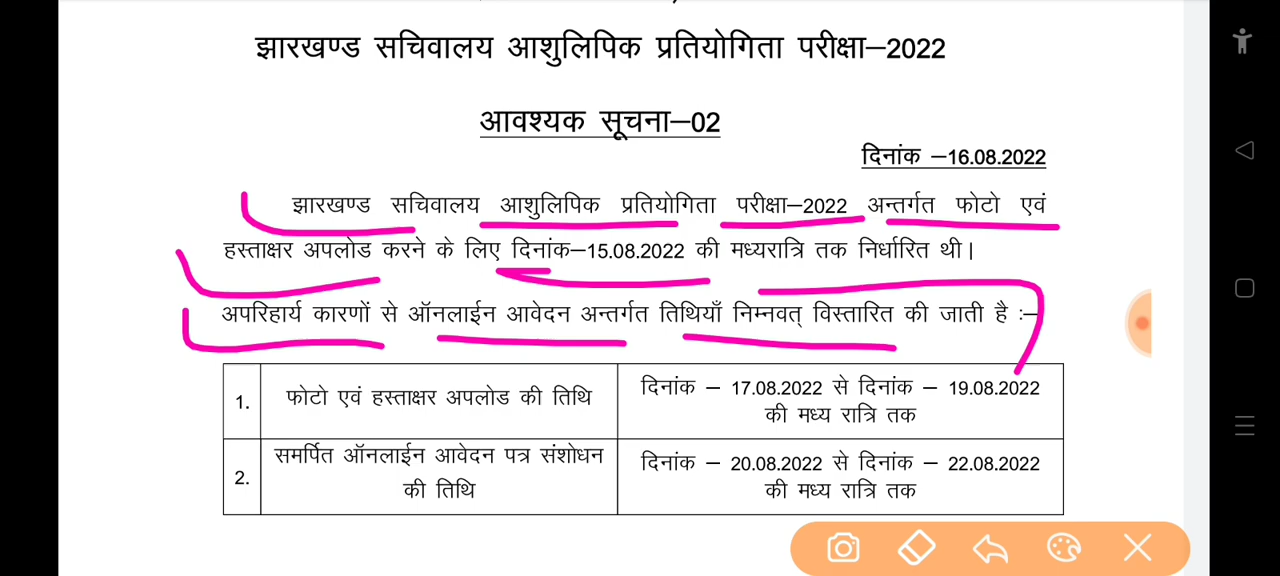 झारखण्ड सचिवालय आशुलिपिक प्रतियोगिता परीक्षा–2022
आवश्यक सूचना–02
दिनांक –16.08.2022
झारखण्ड सचिवालय आशुलिपिक प्रतियोगिता परीक्षा–2022 अन्तर्गत फोटो एवं
हस्ताक्षर अपलोड करने के लिए दिनांक–15.08.2022 की मध्यरात्रि तक निर्धारित थी।
अपरिहार्य कारणों से ऑनलाईन आवेदन अन्तर्गत तिथियाँ निम्नवत् विस्तारित की जाती है :–
1. फोटो एवं हस्ताक्षर अपलोड की तिथि
दिनांक – 17.08.2022 से दिनांक – 19.08.2022
की मध्य रात्रि तक
2. समर्पित ऑनलाईन आवेदन पत्र संशोधन
की तिथि
दिनांक – 20.08.2022 से दिनांक – 22.08.2022
की मध्य रात्रि तक